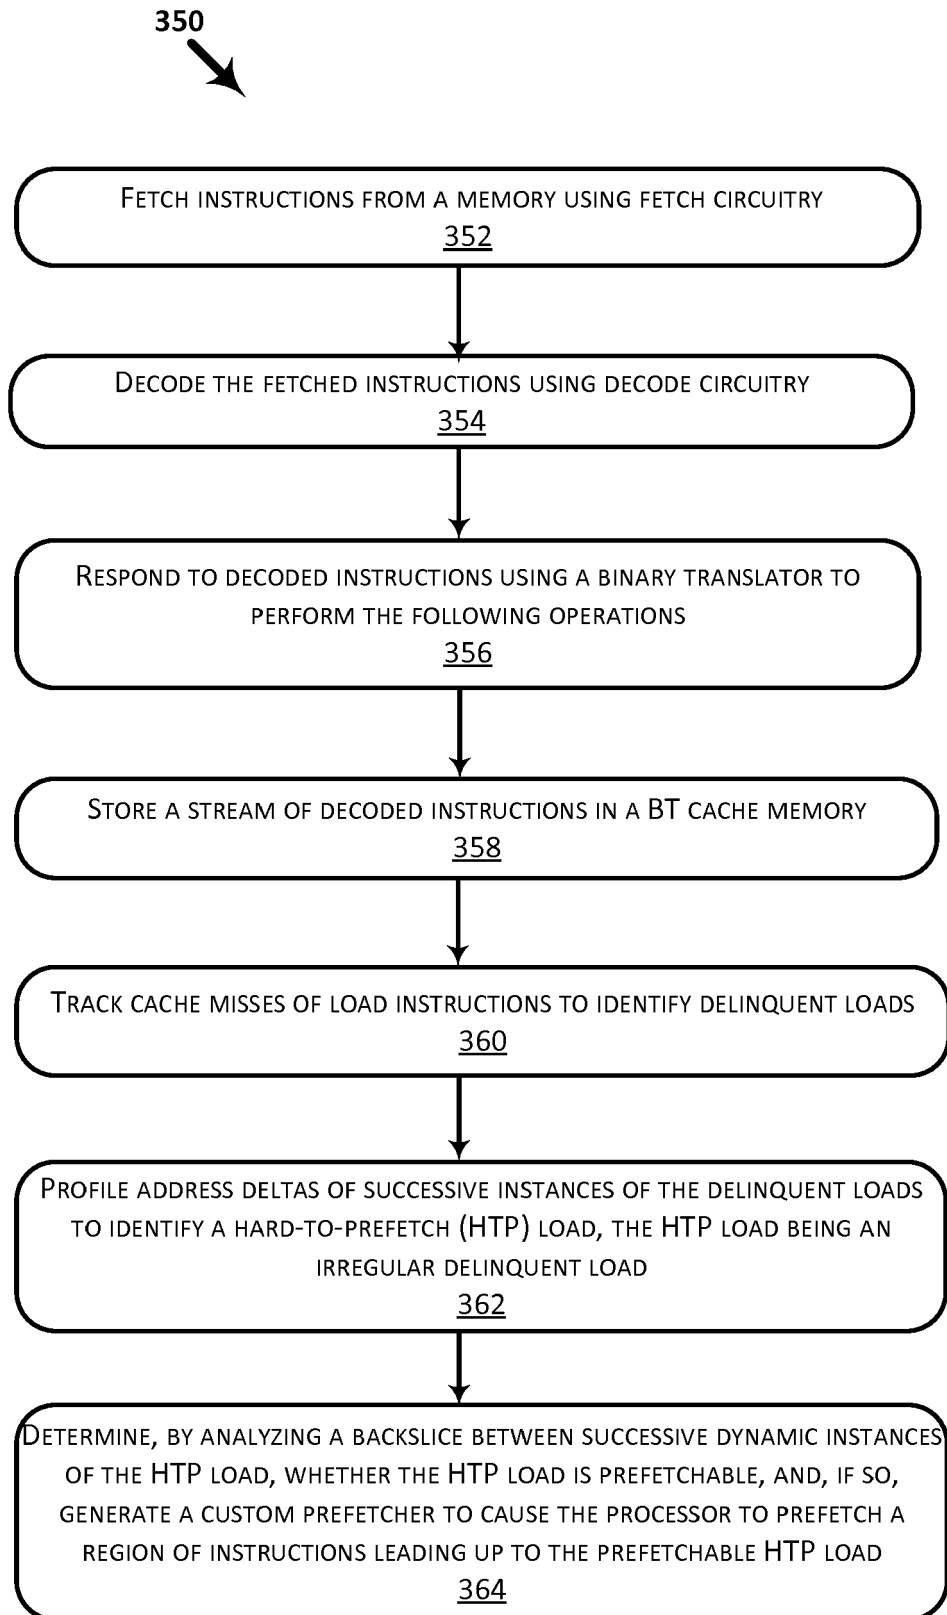 350
FETCH INSTRUCTIONS FROM A MEMORY USING FETCH CIRCUITRY
352
DECODE THE FETCHED INSTRUCTIONS USING DECODE CIRCUITRY
354
RESPOND TO DECODED INSTRUCTIONS USING A BINARY TRANSLATOR TO
PERFORM THE FOLLOWING OPERATIONS
356
STORE A STREAM OF DECODED INSTRUCTIONS IN A BT CACHE MEMORY
358
TRACK CACHE MISSES OF LOAD INSTRUCTIONS TO IDENTIFY DELINQUENT LOADS
360
PROFILE ADDRESS DELTAS OF SUCCESSIVE INSTANCES OF THE DELINQUENT LOADS
TO IDENTIFY A HARD-TO-PREFETCH (HTP) LOAD, THE HTP LOAD BEING AN
IRREGULAR DELINQUENT LOAD
362
DETERMINE, BY ANALYZING A BACKSLICE BETWEEN SUCCESSIVE DYNAMIC INSTANCES
OF THE HTP LOAD, WHETHER THE HTP LOAD IS PREFETCHABLE, AND, IF SO,
GENERATE A CUSTOM PREFETCHER TO CAUSE THE PROCESSOR TO PREFETCH A
REGION OF INSTRUCTIONS LEADING UP TO THE PREFETCHABLE HTP LOAD
364